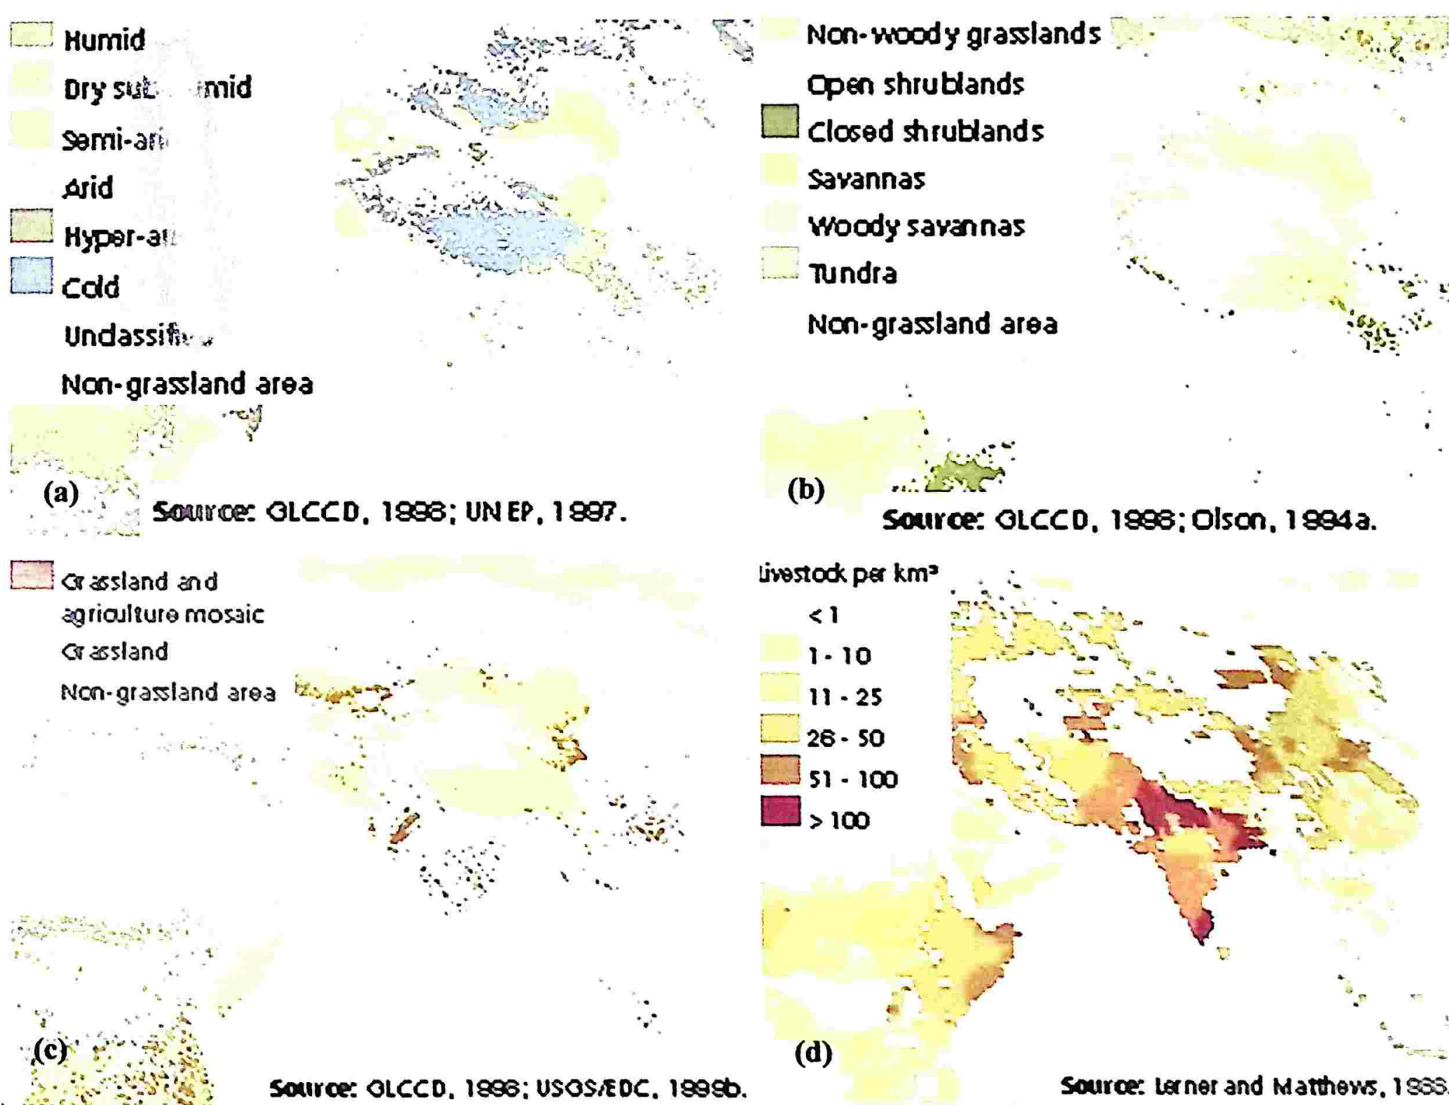 Humid
Dry sub mid
Semi-ari
Arid
Hyper-ar
Cold
Unclassifi
Non-grassland area
(a)
Source: GLCCD, 1998; UNEP, 1997.
Non-woody grasslands
Open shrublands
Closed shrublands
Savannas
Woody savannas
Tundra
Non-grassland area
(b)
Source: GLCCD, 1998; Olson, 1994a.
Grassland and
agriculture mosaic
Grassland
Non-grassland area
(c)
Source: GLCCD, 1998; USGS/EDC, 1999b.
Livestock per km²
< 1
1 - 10
11 - 25
26 - 50
51 - 100
> 100
(d)
Source: Lerner and Matthews, 1988.